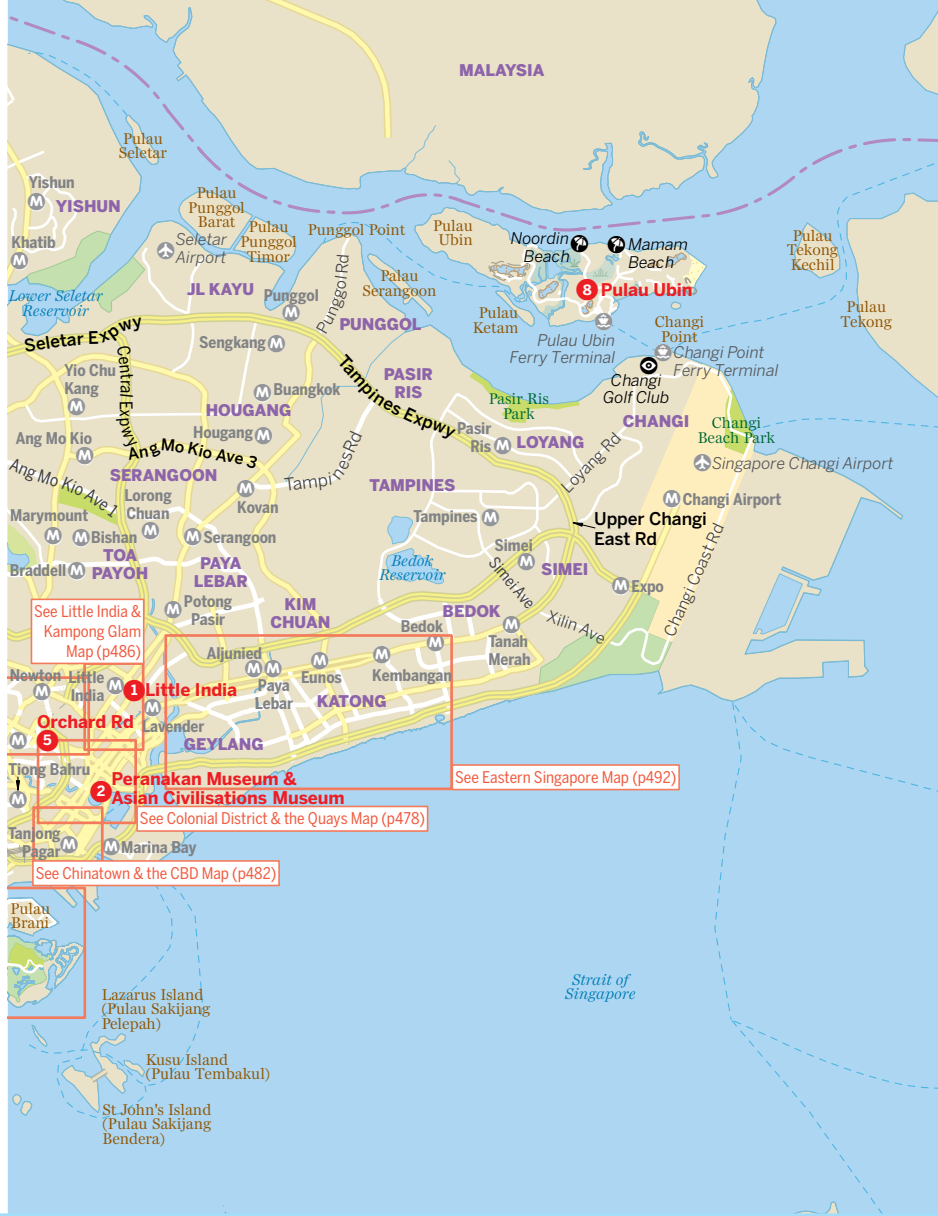 MALAYSIA
Pulau
Seletar
Yishun
YISHUN
Khatib
Pulau
Punggol
Barat
Pulau
Punggol
Timor
Punggol Point
Pulau
Ubin
Noordin
Beach
Mamam
Beach
Pulau
Tekong
Kechil
Pulau
Tekong
Seletar
Airport
Palau
Serangoon
8 Pulau Ubin
Lower Seletar
Reservoir
JL KAYU
Punggol
Punggol Rd
PUNGGOL
Pulau
Ketam
Pulau Ubin
Ferry Terminal
Changi
Point
Changi Point
Ferry Terminal
Seletar Expwy
Sengkang
Central Expwy
Tampines Expwy
Yio Chu
Kang
Buangkok
HOUGANG
Hougang
PASIR
RIS
Pasir Ris
Park
Changi
Golf Club
CHANGI
Changi
Beach Park
Pasir
Ris
LOYANG
Loyang Rd
Ang Mo Kio
Ang Mo Kio Ave 3
Ang Mo Kio Ave 1
SERANGOON
Tampines Rd
Kovan
TAMPINES
Singapore Changi Airport
Changi Airport
Lorong
Chuan
Marymount
Bishan
Serangoon
Tampines
Upper Changi
East Rd
Braddell
TOA
PAYOH
PAYA
LEBAR
Bedok
Reservoir
Simei
SIMEI
Simei Ave
Expo
Changi Coast Rd
Potong
Pasir
KIM
CHUAN
BEDOK
Bedok
Xilin Ave
Tanah
Merah
See Little India &
Kampong Glam
Map (p486)
Aljunied
Paya
Lebar
Eunos
Kembangan
KATONG
Newton
Little
India
1 Little India
Lavender
GEYLANG
Orchard Rd
5
Tiong Bahru
2
Peranakan Museum &
Asian Civilisations Museum
See Eastern Singapore Map (p492)
See Colonial District & the Quays Map (p478)
Tanjong
Pagar
Marina Bay
See Chinatown & the CBD Map (p482)
Pulau
Brani
Strait of
Singapore
Lazarus Island
(Pulau Sakijang
Pelepah)
Kusu Island
(Pulau Tembakul)
St John's Island
(Pulau Sakijang
Bendera)